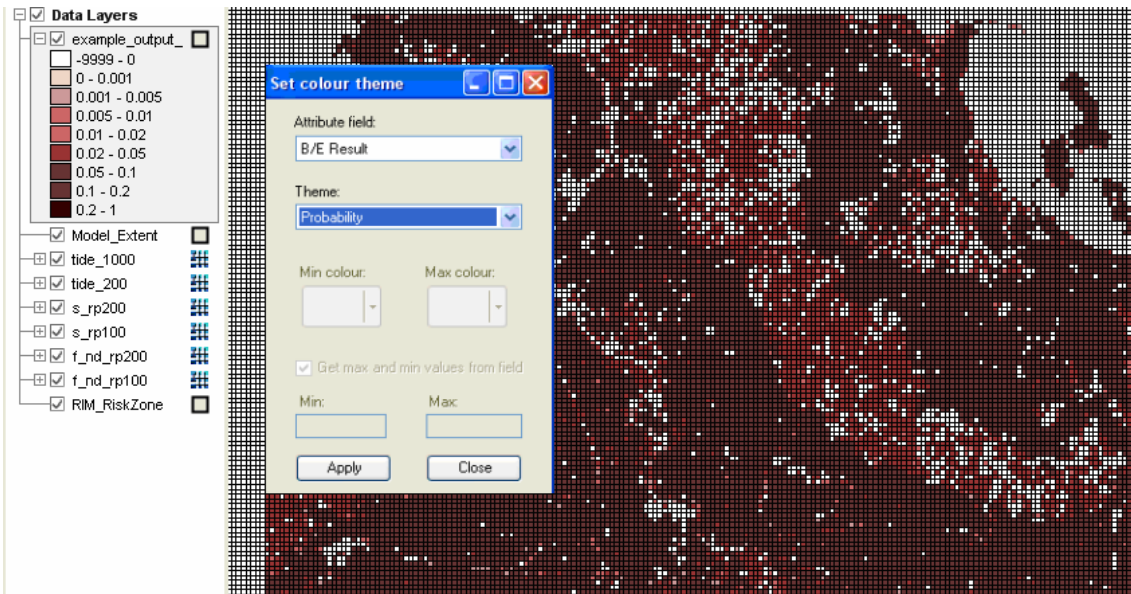 Data Layers
example_output_
-9999 - 0
0 - 0.001
0.001 - 0.005
0.005 - 0.01
0.01 - 0.02
0.02 - 0.05
0.05 - 0.1
0.1 - 0.2
0.2 - 1
Model_Extent
tide_1000
tide_200
s_rp200
s_rp100
f_nd_rp200
f_nd_rp100
RIM_RiskZone
Set colour theme
Attribute field:
B/E Result
Theme:
Probability
Min colour: Max colour:
Get max and min values from field
Min: Max:
Apply Close